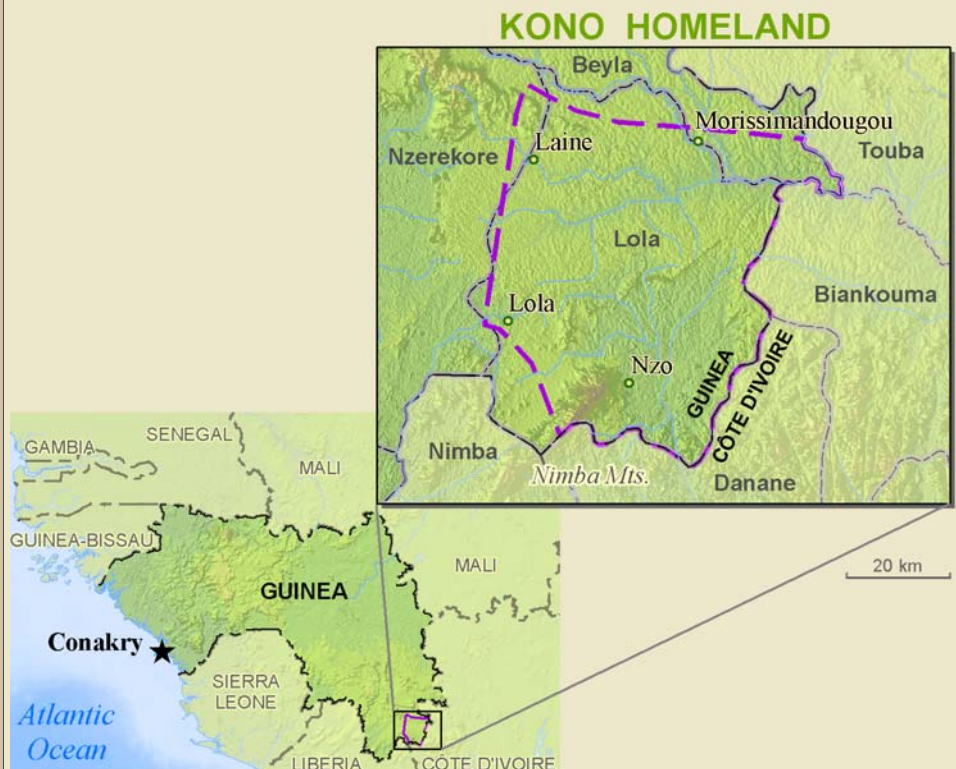 KONO HOMELAND
Beyla
Morissimandougou
Laine
Nzerekore
Touba
Lola
Biankouma
Lola
Nzo
GUINEA
CÔTE D'IVOIRE
Nimba
Nimba Mts.
Danane
SENEGAL
GAMBIA
MALI
GUINEA-BISSAU
MALI
20 km
GUINEA
Conakry
SIERRA
LEONE
Atlantic
Ocean
LIBERIA
CÔTE D'IVOIRE